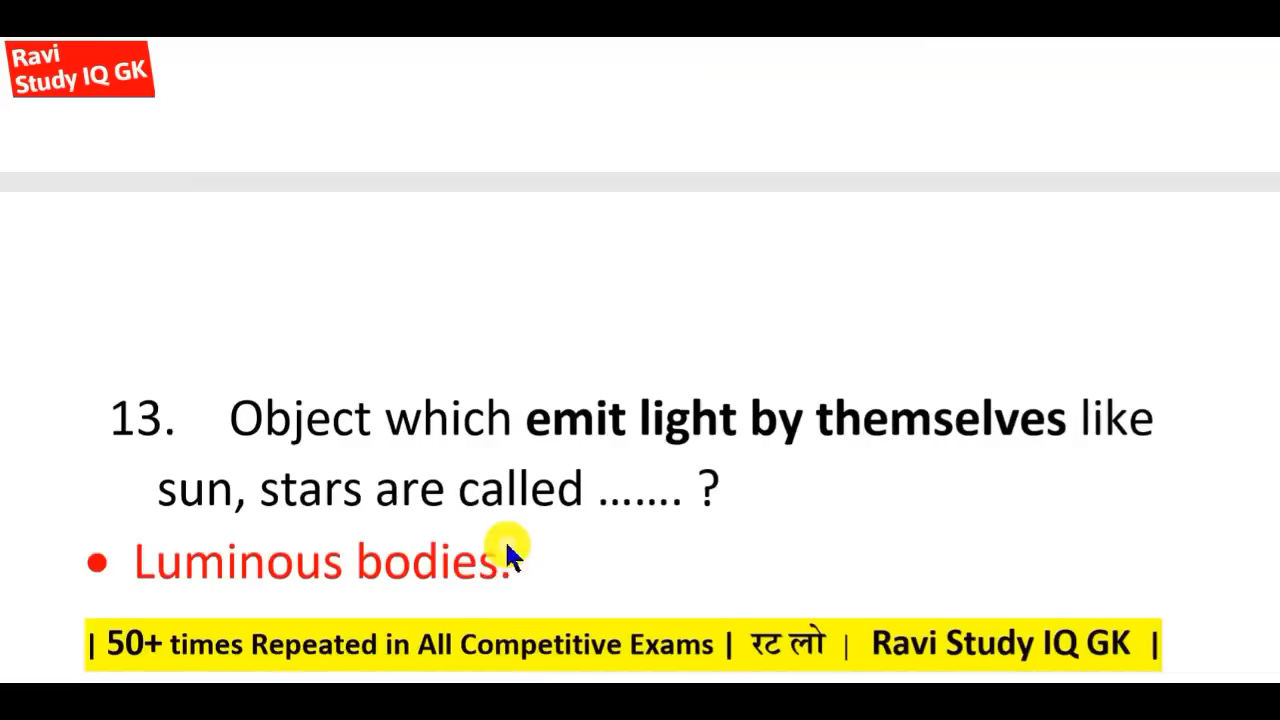 Ravi
Study IQ GK
13. Object which emit light by themselves like
sun, stars are called ....... ?
• Luminous bodies.
| 50+ times Repeated in All Competitive Exams | रट लो | Ravi Study IQ GK |